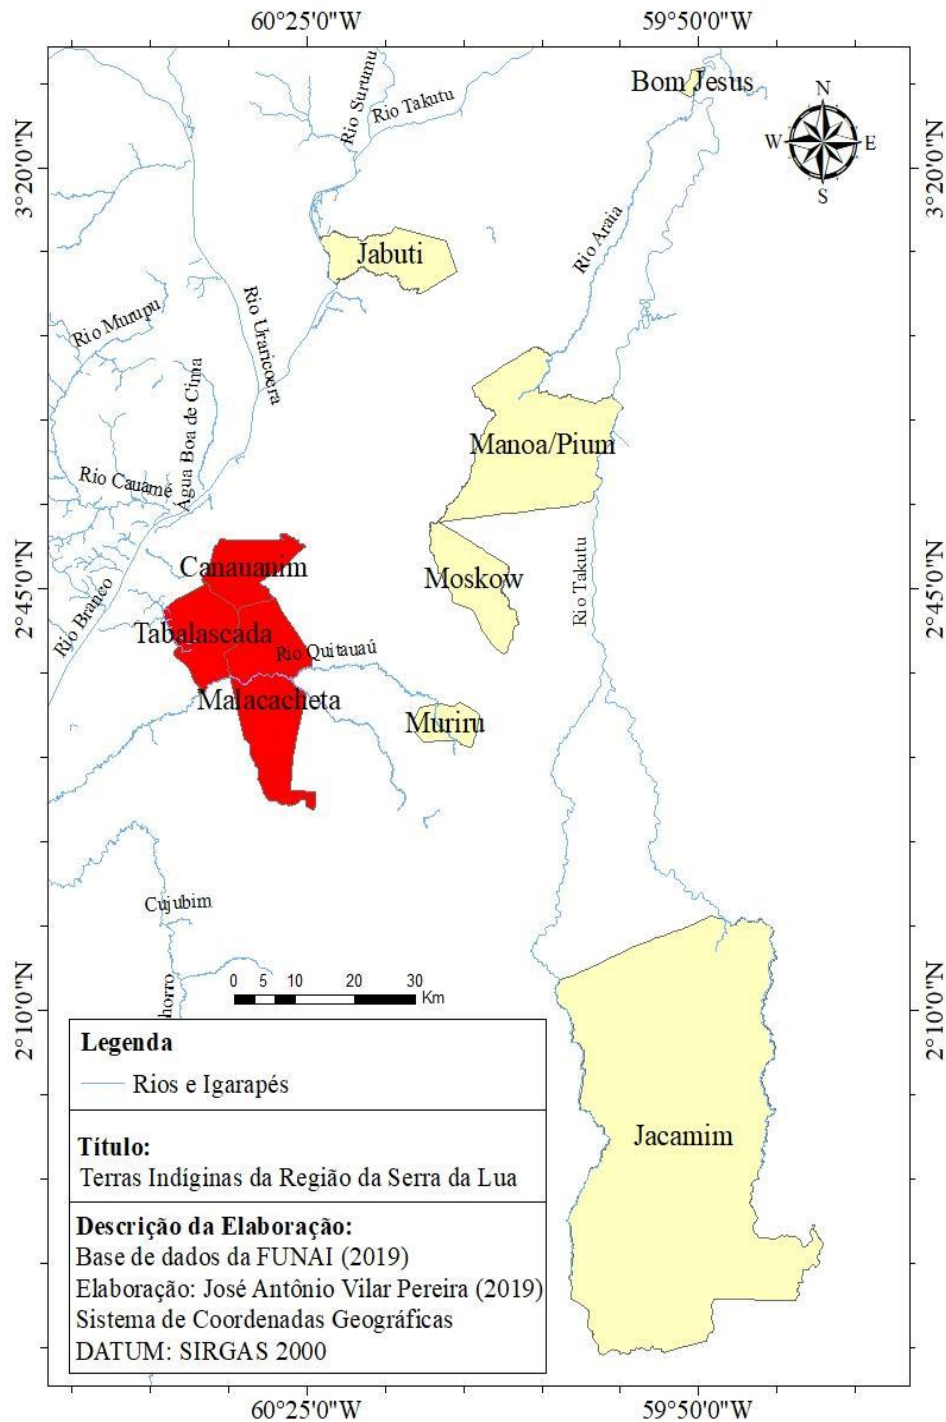 60°25'0"W
59°50'0"W
Bom Jesus
N
W
E
S
Rio Surumu
Rio Takutu
3°20'0"N
3°20'0"N
Rio Araia
Jabuti
Rio Uraricoera
Rio Murupu
Agua Boa de Cima
Manoa/Pium
Rio Cauamé
Canauanim
Moskow
Rio Takutu
2°45'0"N
2°45'0"N
Rio Branco
Tabalascada
Rio Quitauaú
Malacacheta
Muriru
Cujubim
horro
0 5 10 20 30
Km
2°10'0"N
2°10'0"N
Legenda
Rios e Igarapés
Título:
Terras Indíginas da Região da Serra da Lua
Descrição da Elaboração:
Base de dados da FUNAI (2019)
Elaboração: José Antônio Vilar Pereira (2019)
Sistema de Coordenadas Geográficas
DATUM: SIRGAS 2000
Jacamim
60°25'0"W
59°50'0"W